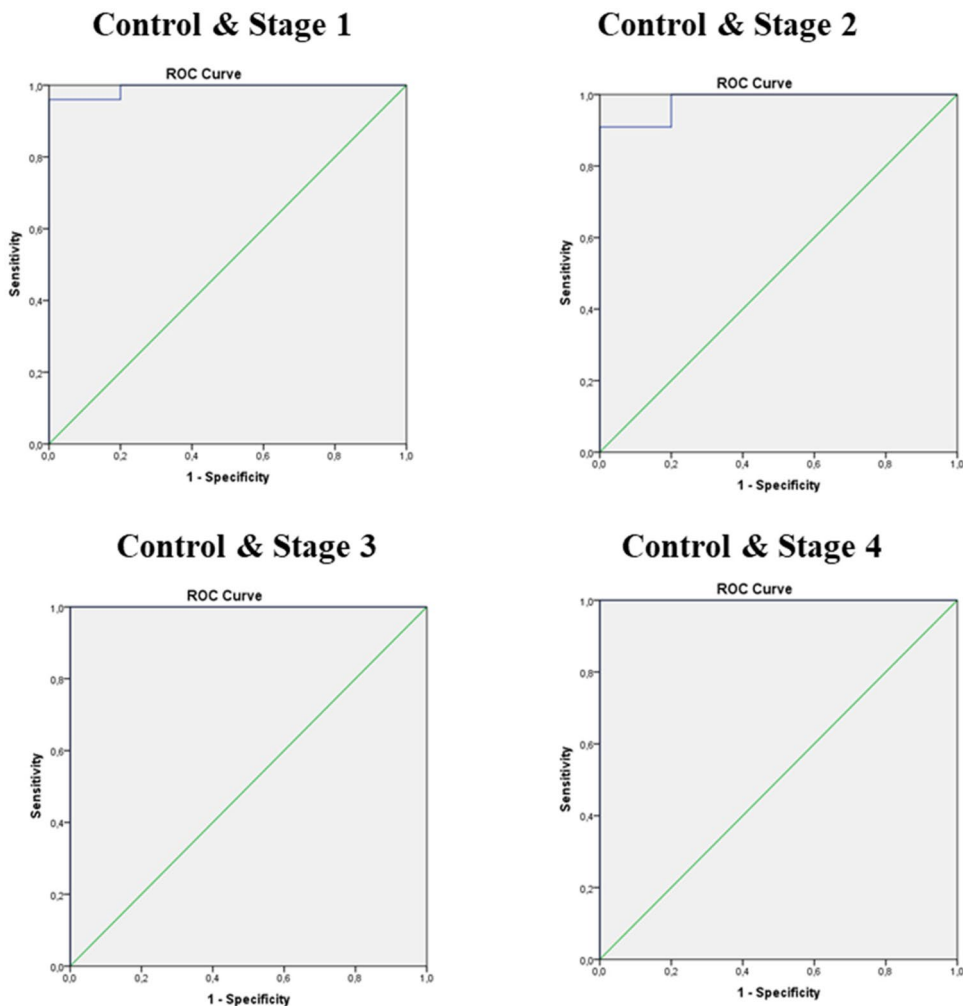 Control & Stage 1
ROC Curve
1,0
0,8
0,6
0,4
0,2
0,0
Sensitivity
0,0 0,2 0,4 0,6 0,8 1,0
1 - Specificity
Control & Stage 2
ROC Curve
1,0
0,8
0,6
0,4
0,2
0,0
Sensitivity
0,0 0,2 0,4 0,6 0,8 1,0
1 - Specificity
Control & Stage 3
ROC Curve
1,0
0,8
0,6
0,4
0,2
0,0
Sensitivity
0,0 0,2 0,4 0,6 0,8 1,0
1 - Specificity
Control & Stage 4
ROC Curve
1,0
0,8
0,6
0,4
0,2
0,0
Sensitivity
0,0 0,2 0,4 0,6 0,8 1,0
1 - Specificity